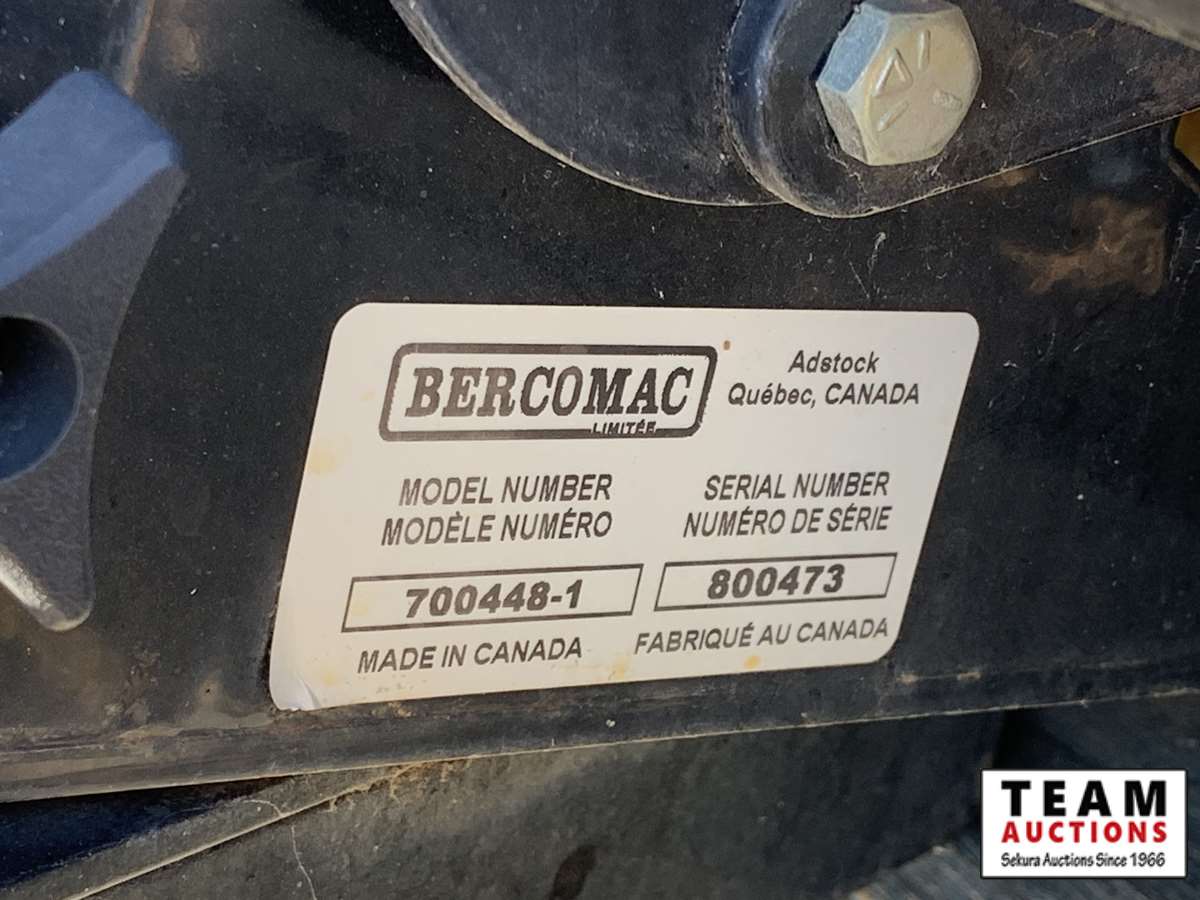 BERCOMAC
LIMITÉE
Adstock
Québec, CANADA
MODEL NUMBER
MODÈLE NUMÉRO
SERIAL NUMBER
NUMÉRO DE SÉRIE
700448-1
800473
MADE IN CANADA
FABRIQUÉ AU CANADA
TEAM
AUCTIONS
Sekura Auctions Since 1966